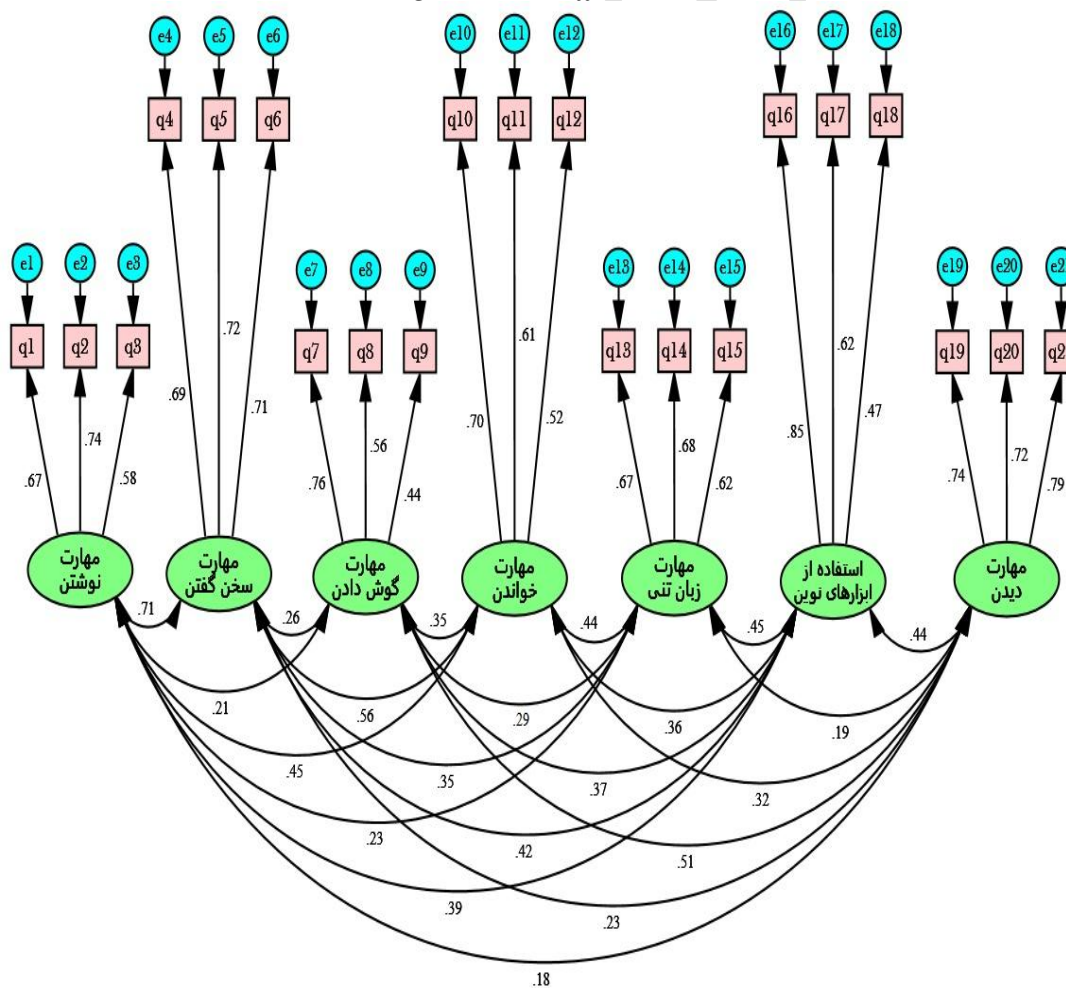 e4 e5 e6 e10 e11 e12 e16 e17 e18
q4 q5 q6 q10 q11 q12 q16 q17 q18
e1 e2 e3 e7 e8 e9 e13 e14 e15 e19 e20 e2
q1 q2 q3 q7 q8 q9 q13 q14 q15 q19 q20 q2
.67 .74 .58 .69 .72 .71 .76 .56 .44 .70 .61 .52 .67 .68 .62 .85 .62 .47 .74 .72 .79
مهارت
نوشتن
مهارت
سخن گفتن
مهارت
گوش دادن
مهارت
خواندن
مهارت
زبان تنی
استفاده از
ابزارهای نوین
مهارت
دیدن
.71 .26 .35 .44 .45 .44
.21 .56 .29 .36 .19
.45 .35 .37 .32
.23 .42 .51
.39 .23
.18